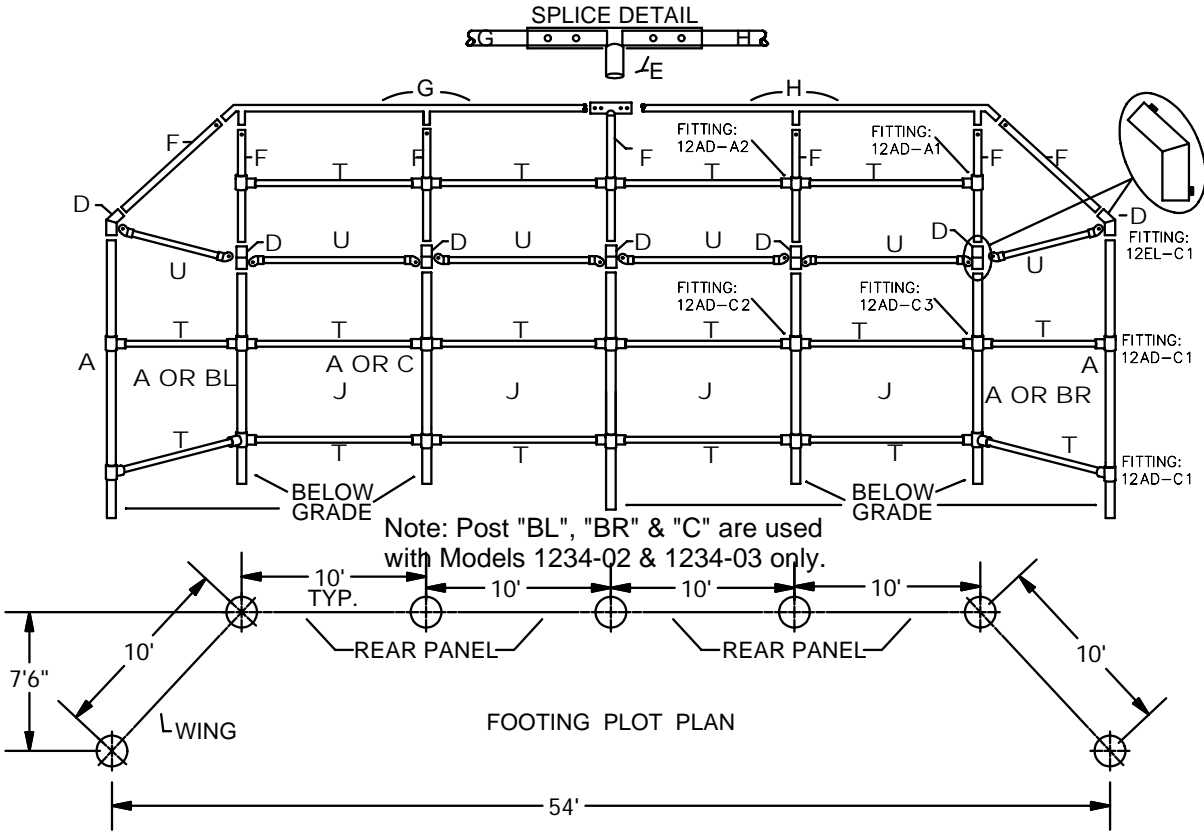 SPLICE DETAIL
G H
E
G H
FITTING:
12AD-A2
FITTING:
12AD-A1
F F F F F F F
T T T T
D D
FITTING:
12EL-C1
D D D D
U U U U
U U
FITTING:
12AD-C2
FITTING:
12AD-C3
T T T T T T
FITTING:
12AD-C1
A A OR BL A OR C A OR BR A
J J J J
T T T T T T
FITTING:
12AD-C1
BELOW
GRADE
BELOW
GRADE
Note: Post "BL", "BR" & "C" are used
with Models 1234-02 & 1234-03 only.
10'
TYP.
10' 10' 10'
REAR PANEL REAR PANEL
10' 10'
7'6"
WING
FOOTING PLOT PLAN
54'